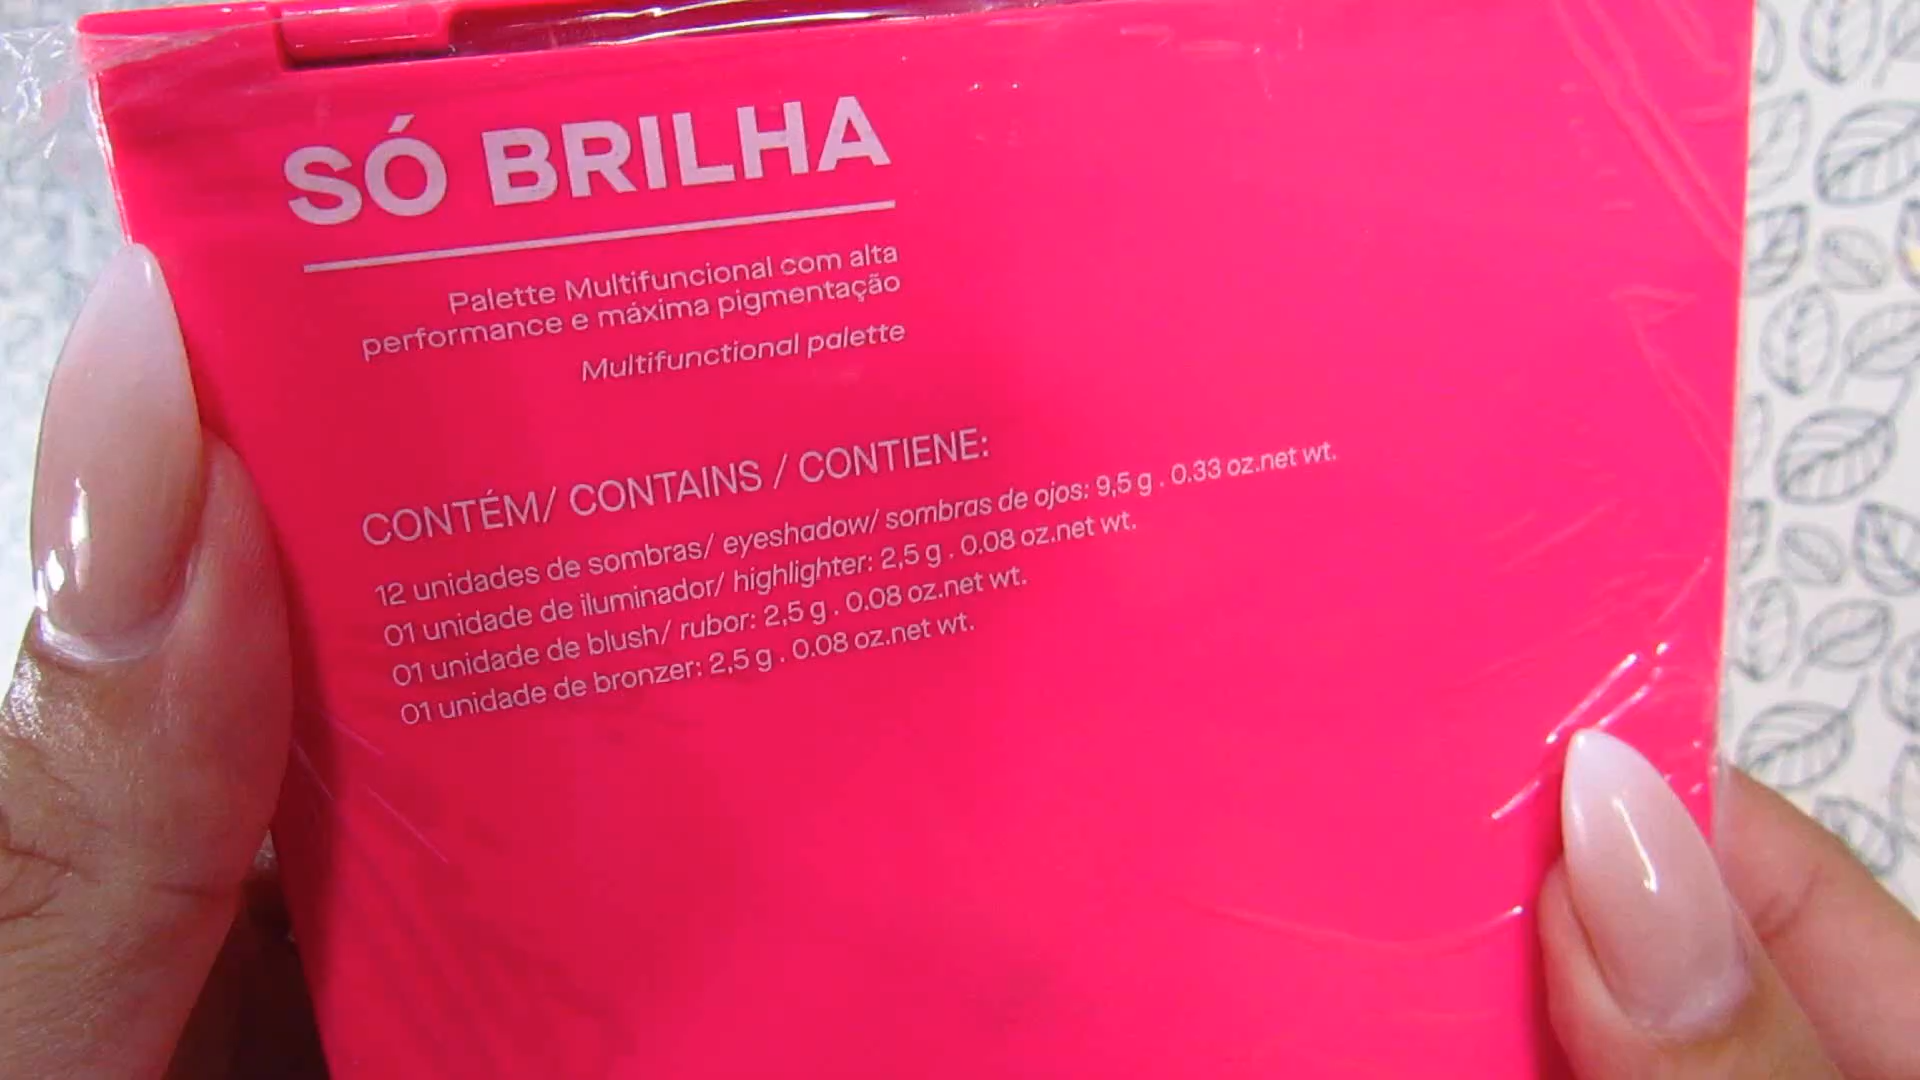 SÓ BRILHA
Palette Multifuncional com alta
performance e máxima pigmentação
Multifunctional palette
CONTÉM/ CONTAINS / CONTIENE:
12 unidades de sombras/ eyeshadow/ sombras de ojos: 9,5 g . 0.33 oz.net wt.
01 unidade de iluminador/ highlighter: 2,5 g . 0.08 oz.net wt.
01 unidade de blush/ rubor: 2,5 g . 0.08 oz.net wt.
01 unidade de bronzer: 2,5 g . 0.08 oz.net wt.